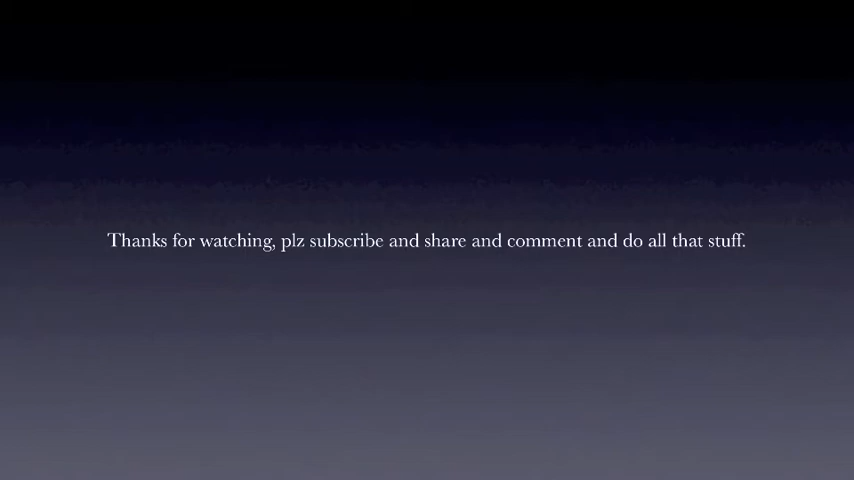 Thanks for watching, plz subscribe and share and comment and do all that stuff.